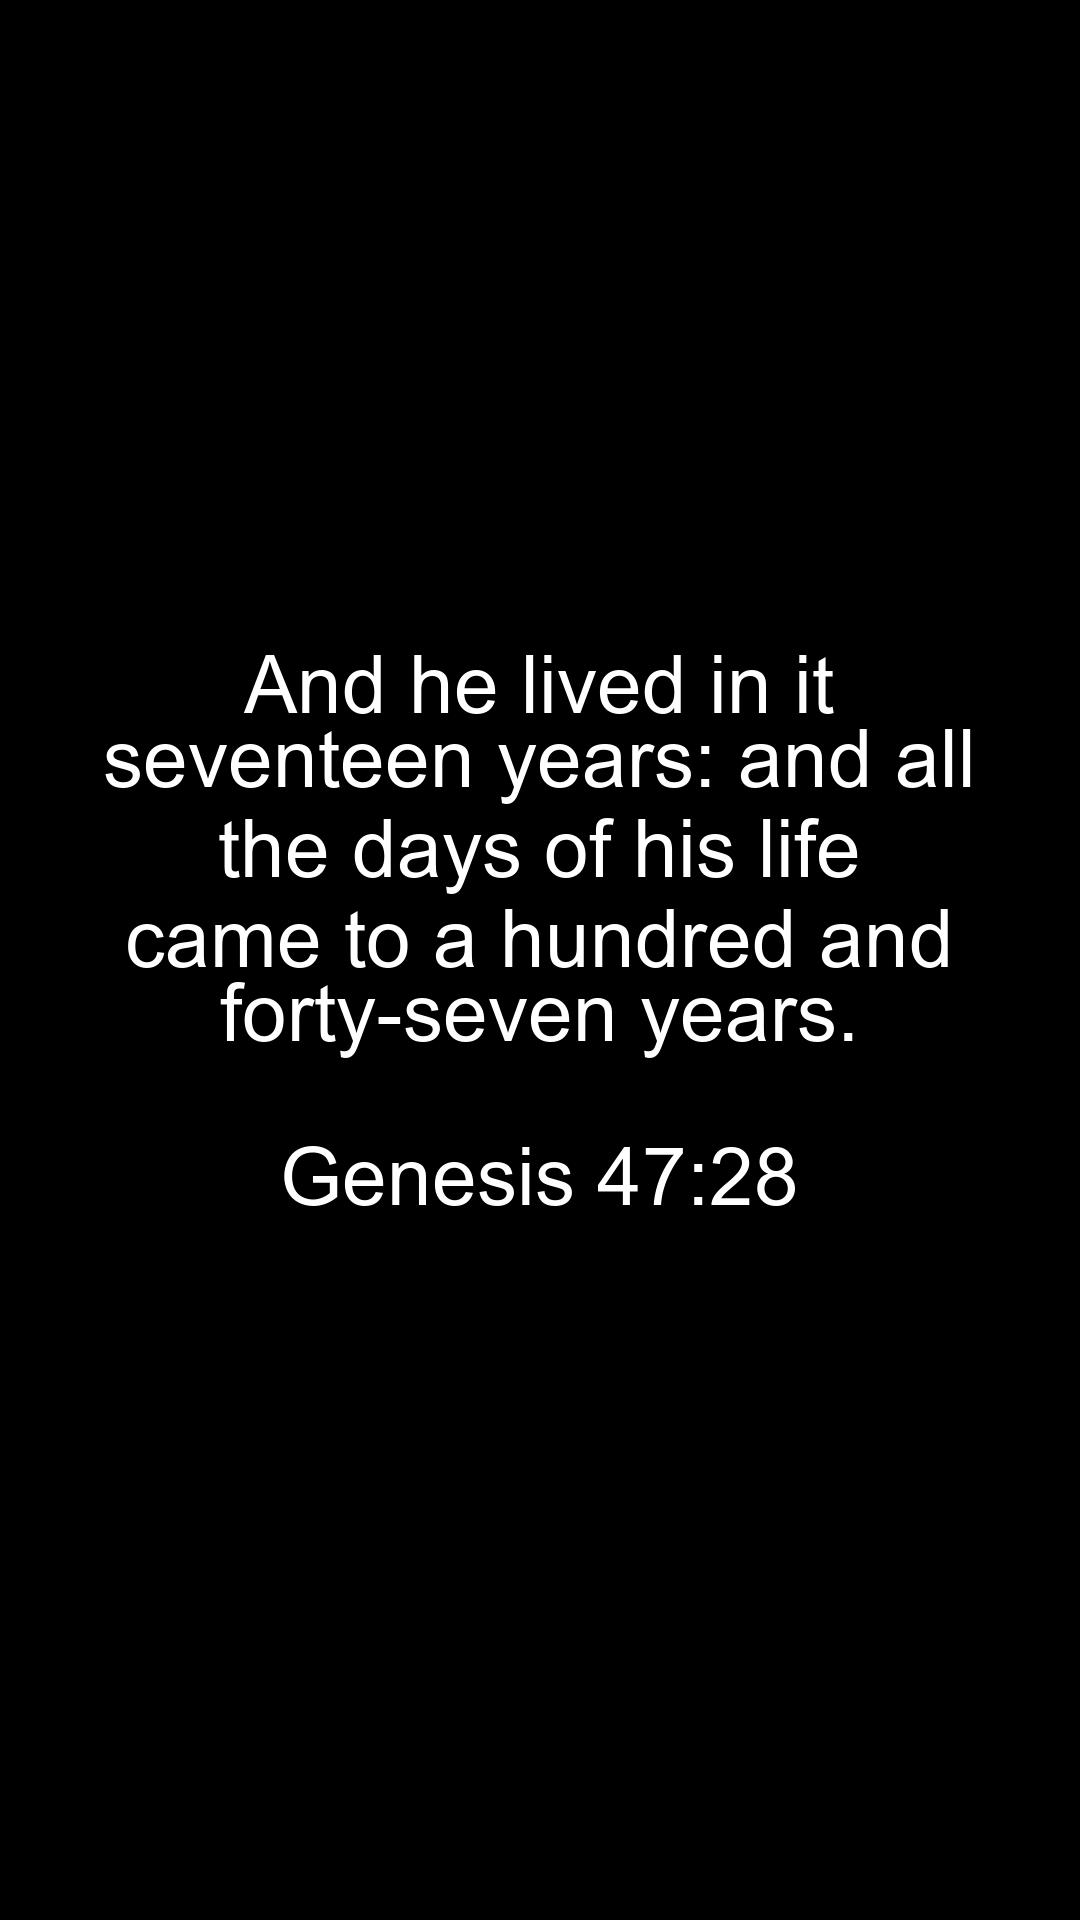 And he lived in it
seventeen years: and all
the days of his life
came to a hundred and
forty-seven years.
Genesis 47:28